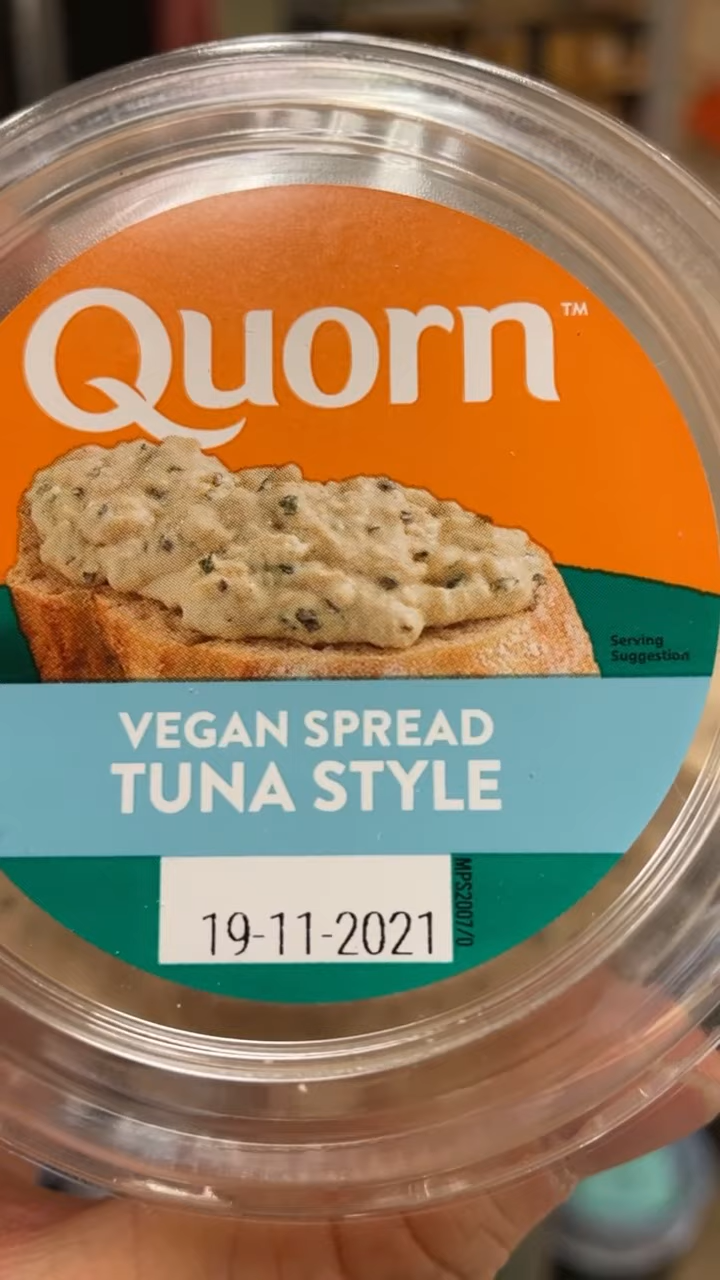 Quorn™
Serving
Suggestion
VEGAN SPREAD
TUNA STYLE
19-11-2021
MPS2007/0